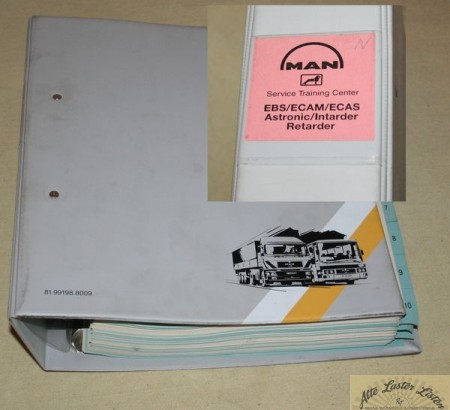 MAN
Service Training Center
EBS/ECAM/ECAS
Astronic/Intarder
Retarder
7
8
9
10
81.99198-8009
Alte Laster Listen